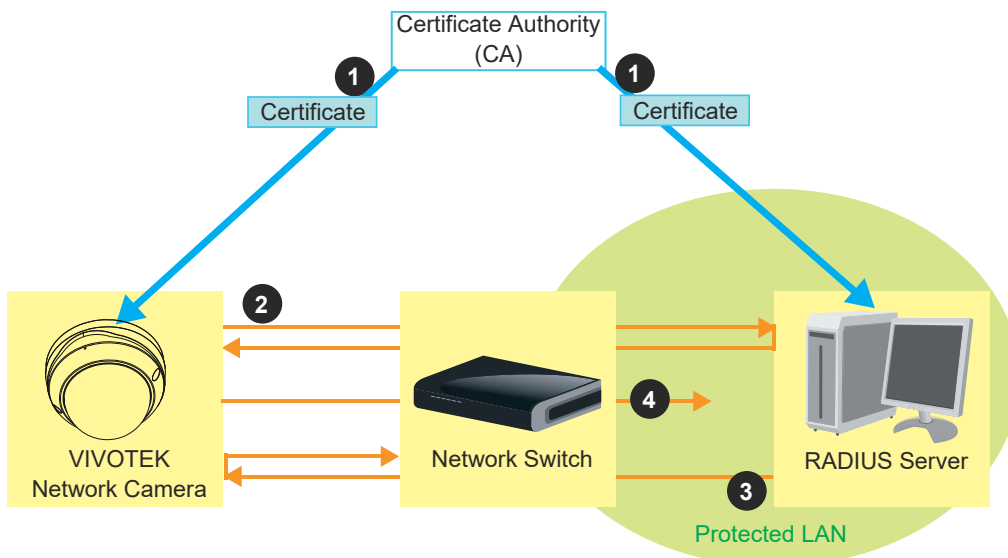 Certificate Authority
(CA)
1
1
Certificate
Certificate
2
4
VIVOTEK
Network Camera
Network Switch
RADIUS Server
3
Protected LAN